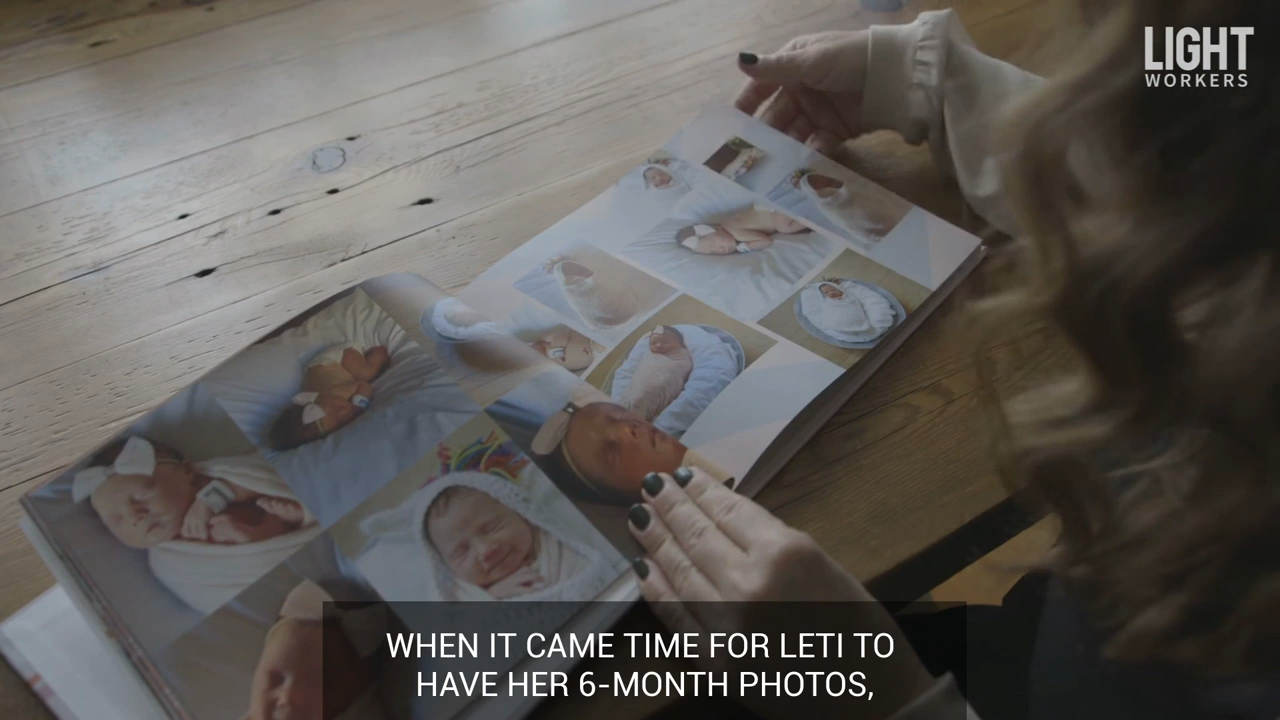 LIGHT
WORKERS
WHEN IT CAME TIME FOR LETI TO
HAVE HER 6-MONTH PHOTOS,